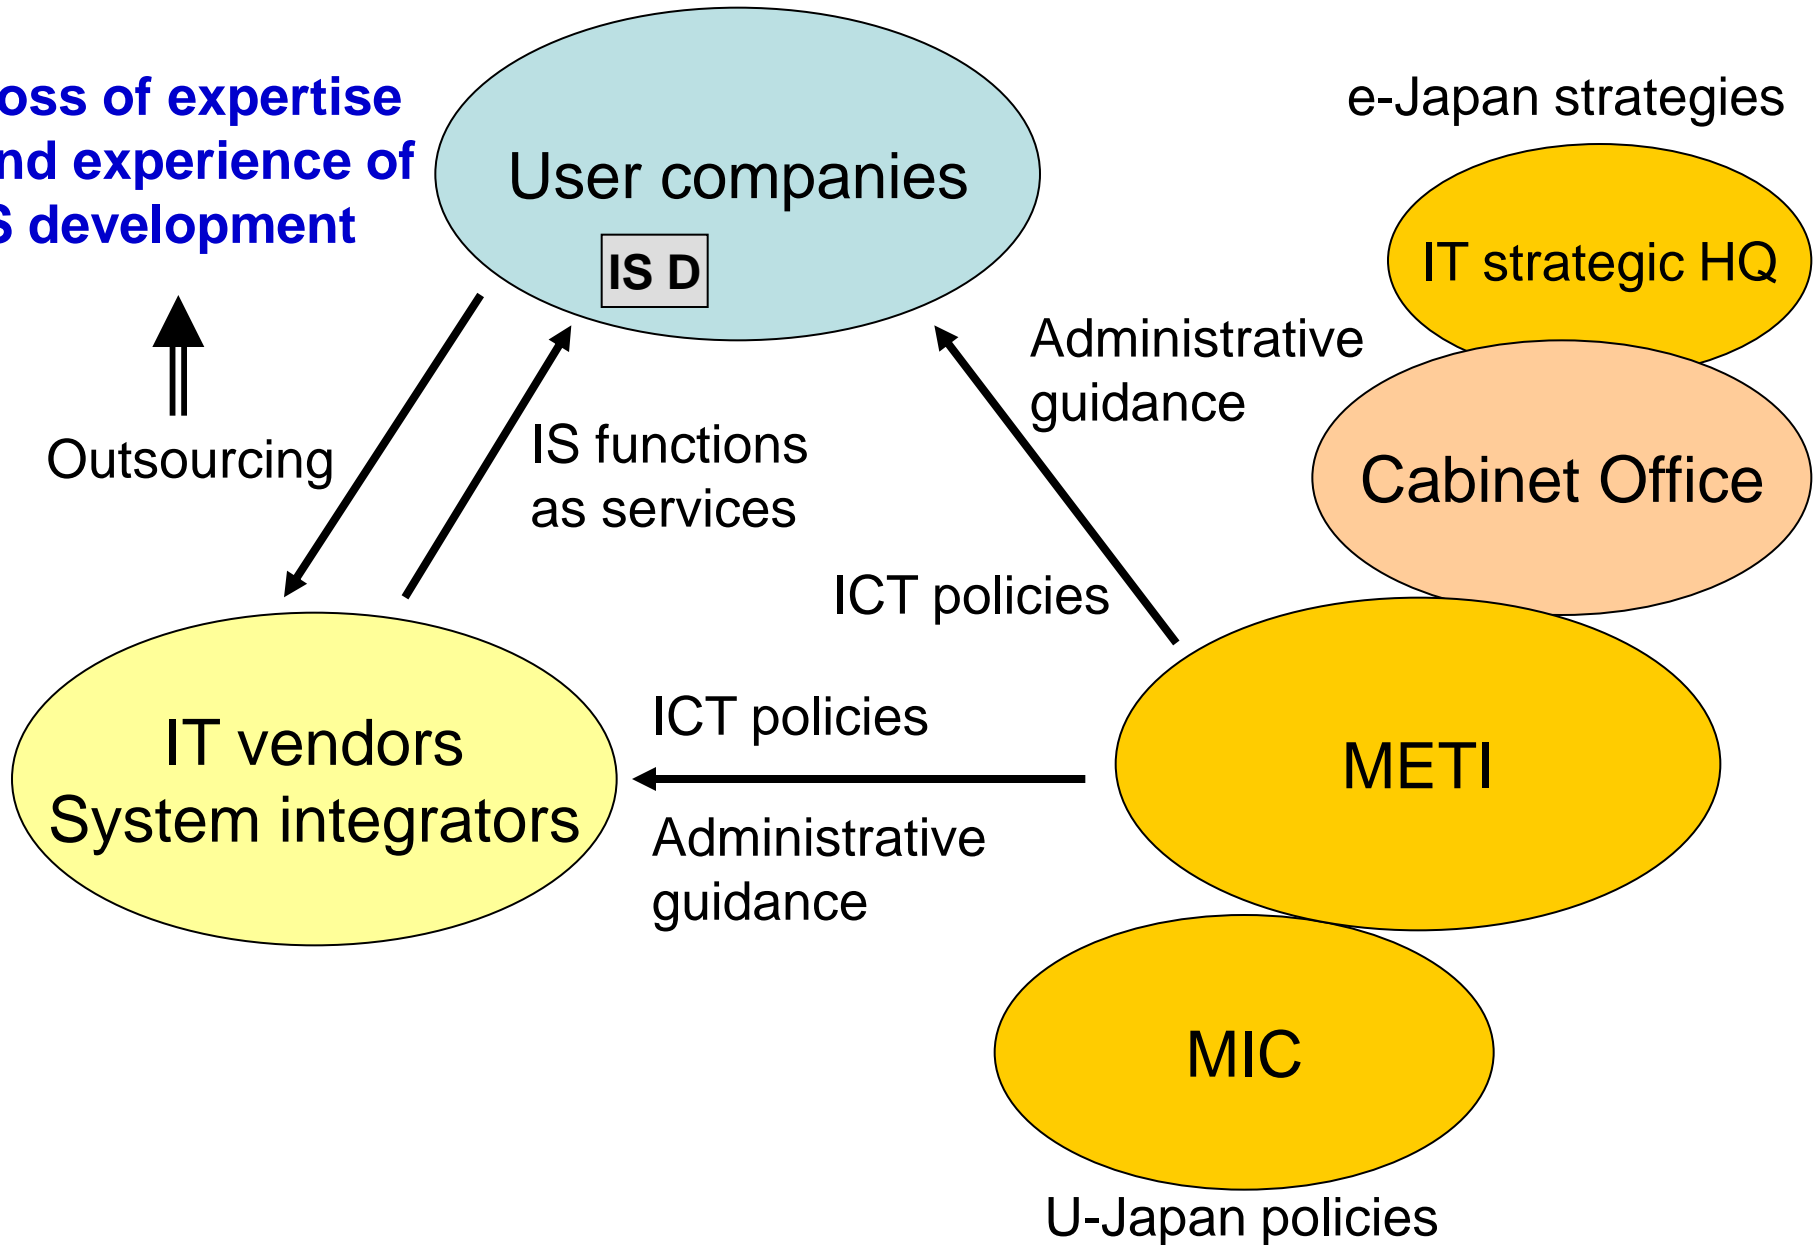 oss of expertise
nd experience of
S development
User companies
IS D
e-Japan strategies
IT strategic HQ
Administrative
guidance
Cabinet Office
Outsourcing
IS functions
as services
ICT policies
IT vendors
System integrators
ICT policies
Administrative
guidance
METI
MIC
U-Japan policies